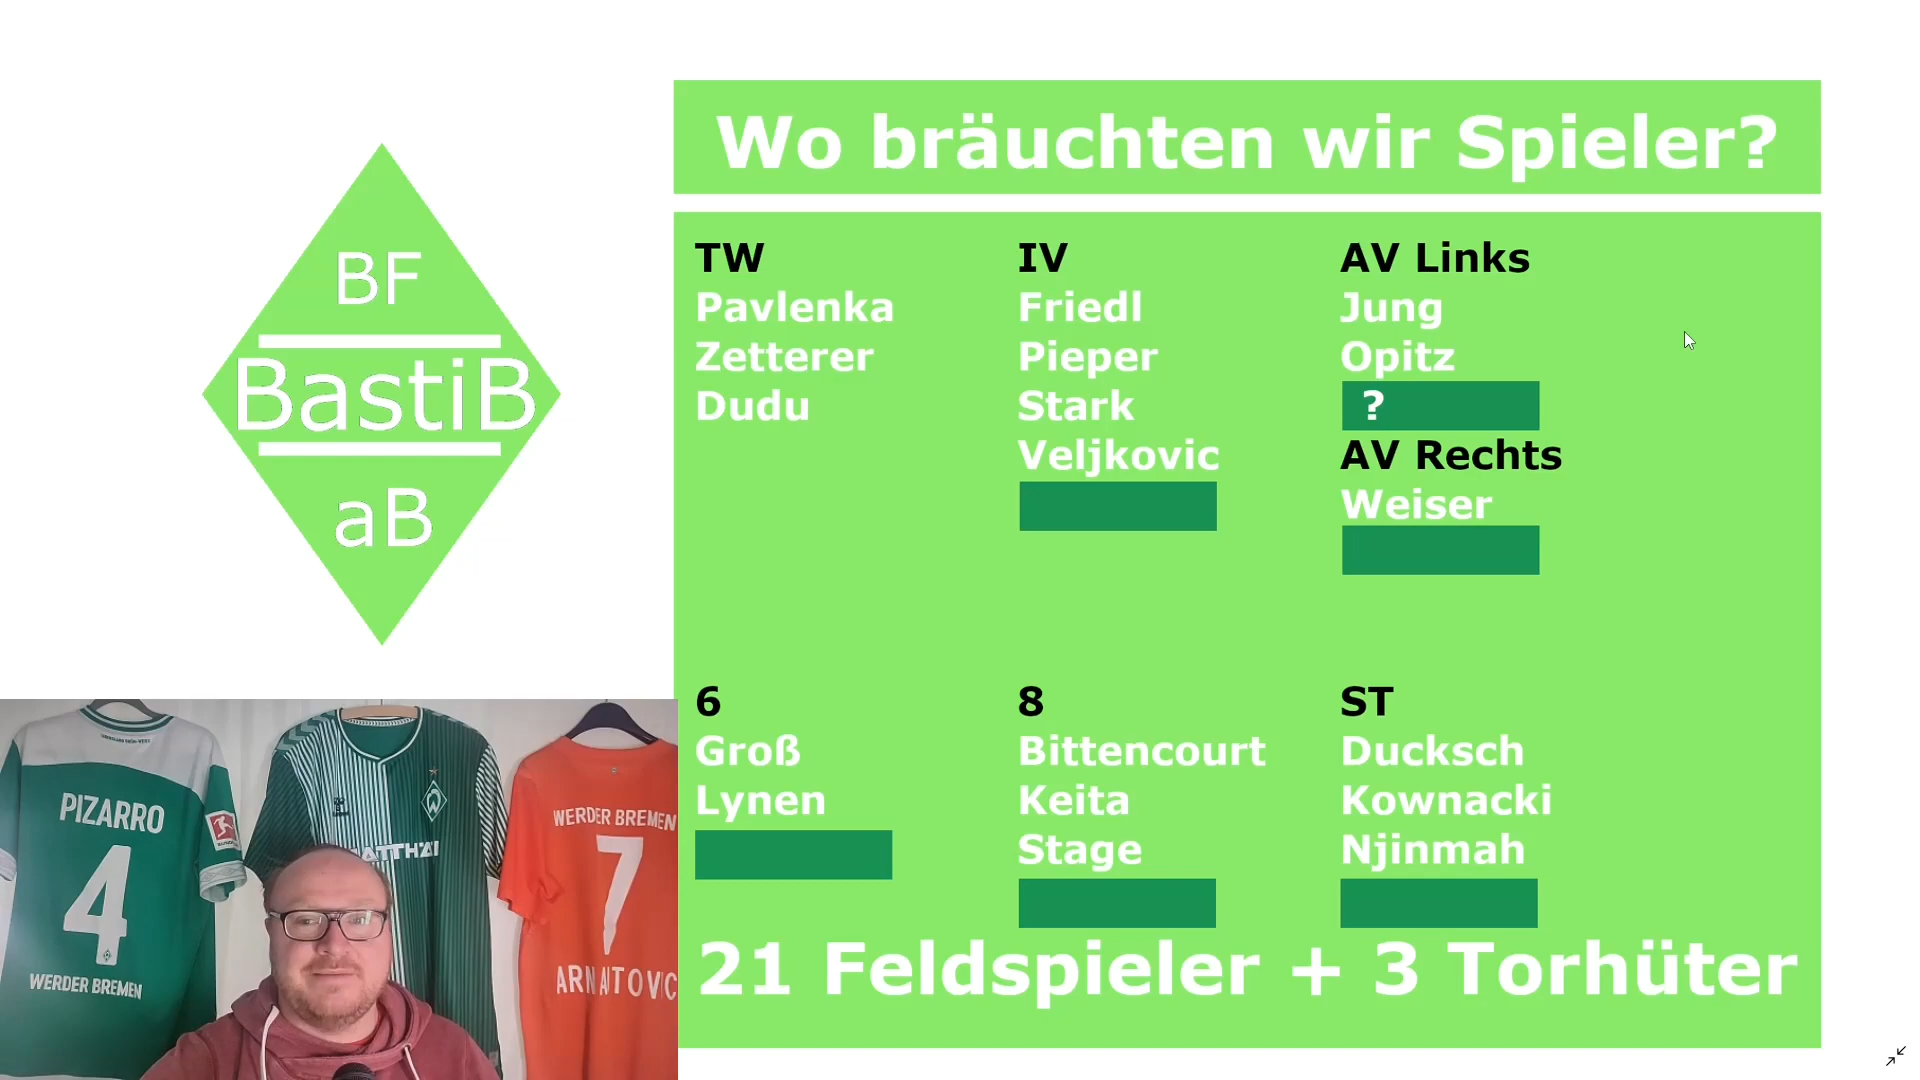 Wo bräuchten wir Spieler?
BF
BastiB
aB
TW
Pavlenka
Zetterer
Dudu
IV
Friedl
Pieper
Stark
Veljkovic
AV Links
Jung
Opitz
?
AV Rechts
Weiser
6
Groß
Lynen
8
Bittencourt
Keita
Stage
ST
Ducksch
Kownacki
Njinmah
21 Feldspieler + 3 Torhüter
PIZARRO
4
WERDER BREMEN
MATTHÄI
WERDER BREMEN
7
ARNAUTOVIC